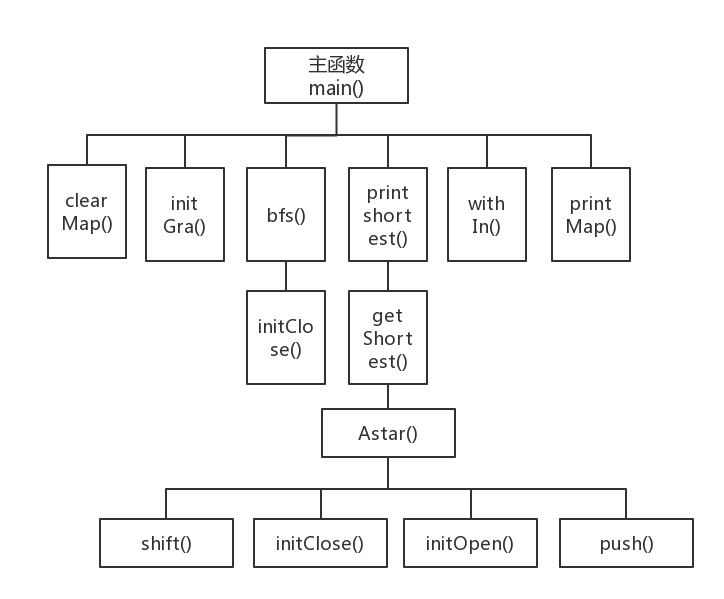 主函数
main()
clear
Map()
init
Gra()
bfs()
print
short
est()
with
In()
print
Map()
initClo
se()
get
Short
est()
Astar()
shift()
initClose()
initOpen()
push()